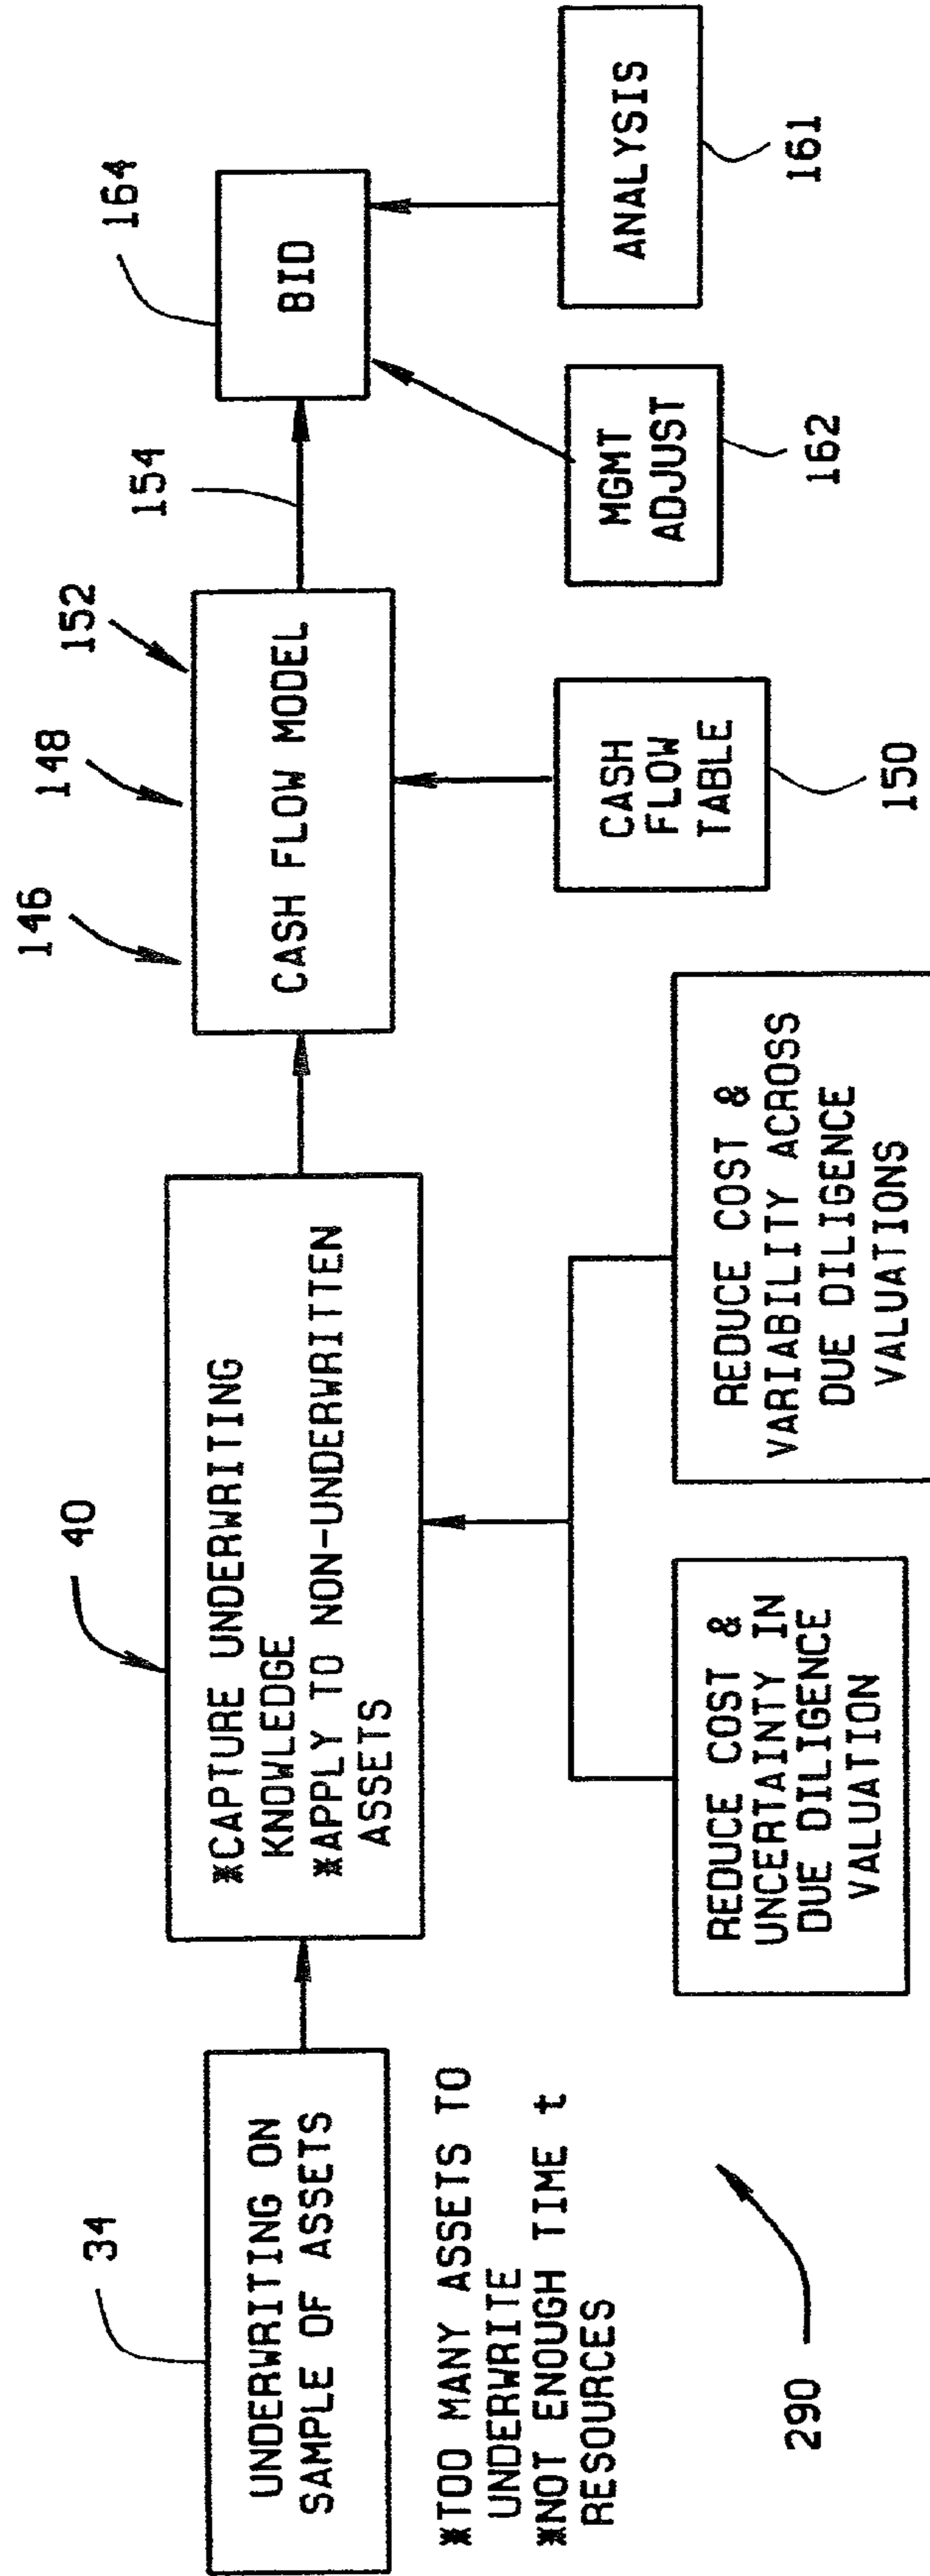 34
UNDERWRITING ON
SAMPLE OF ASSETS
*TOO MANY ASSETS TO
UNDERWRITE
*NOT ENOUGH TIME t
RESOURCES
290
40
*CAPTURE UNDERWRITING
KNOWLEDGE
*APPLY TO NON-UNDERWRITTEN
ASSETS
REDUCE COST &
UNCERTAINTY IN
DUE DILIGENCE
VALUATION
REDUCE COST &
VARIABILITY ACROSS
DUE DILIGENCE
VALUATIONS
146
148
152
CASH FLOW MODEL
CASH
FLOW
TABLE
150
154
164
BID
MGMT
ADJUST
162
ANALYSIS
161